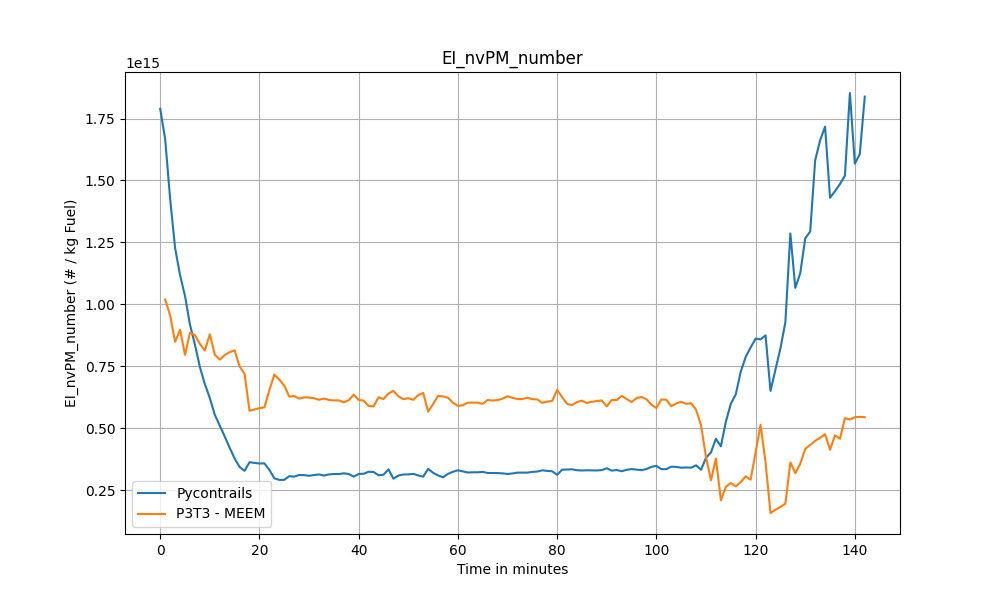 EI_nvPM_number
1e15
EI_nvPM_number (# / kg Fuel)
1.75
1.50
1.25
1.00
0.75
0.50
0.25
Pycontrails
P3T3 - MEEM
0 20 40 60 80 100 120 140
Time in minutes